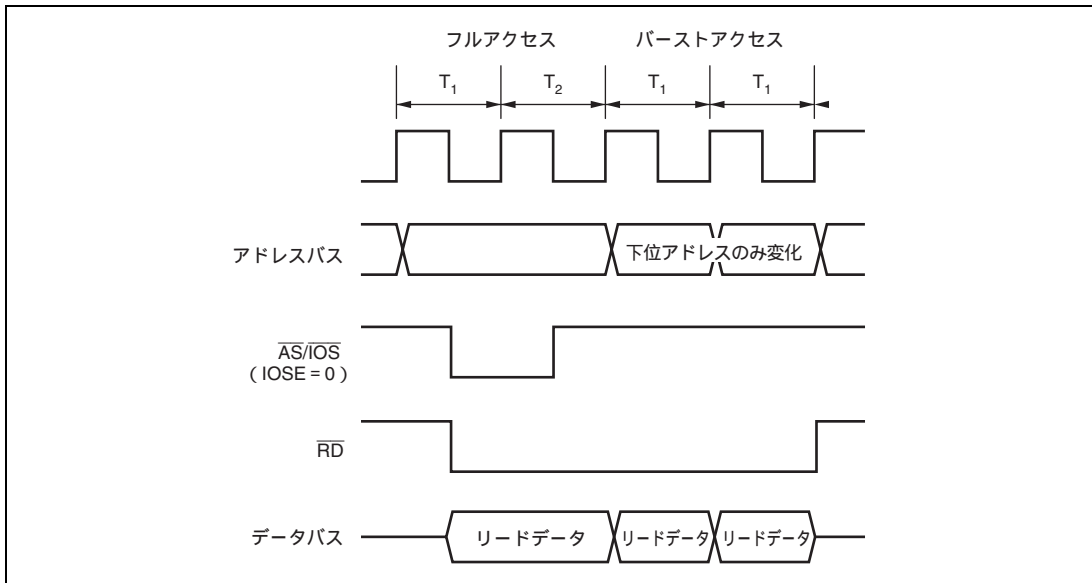 フルアクセス バーストアクセス
T1 T2 T1 T1
アドレスバス 下位アドレスのみ変化
AS/IOS
(IOSE = 0)
RD
データバス リードデータ リードデータ リードデータ